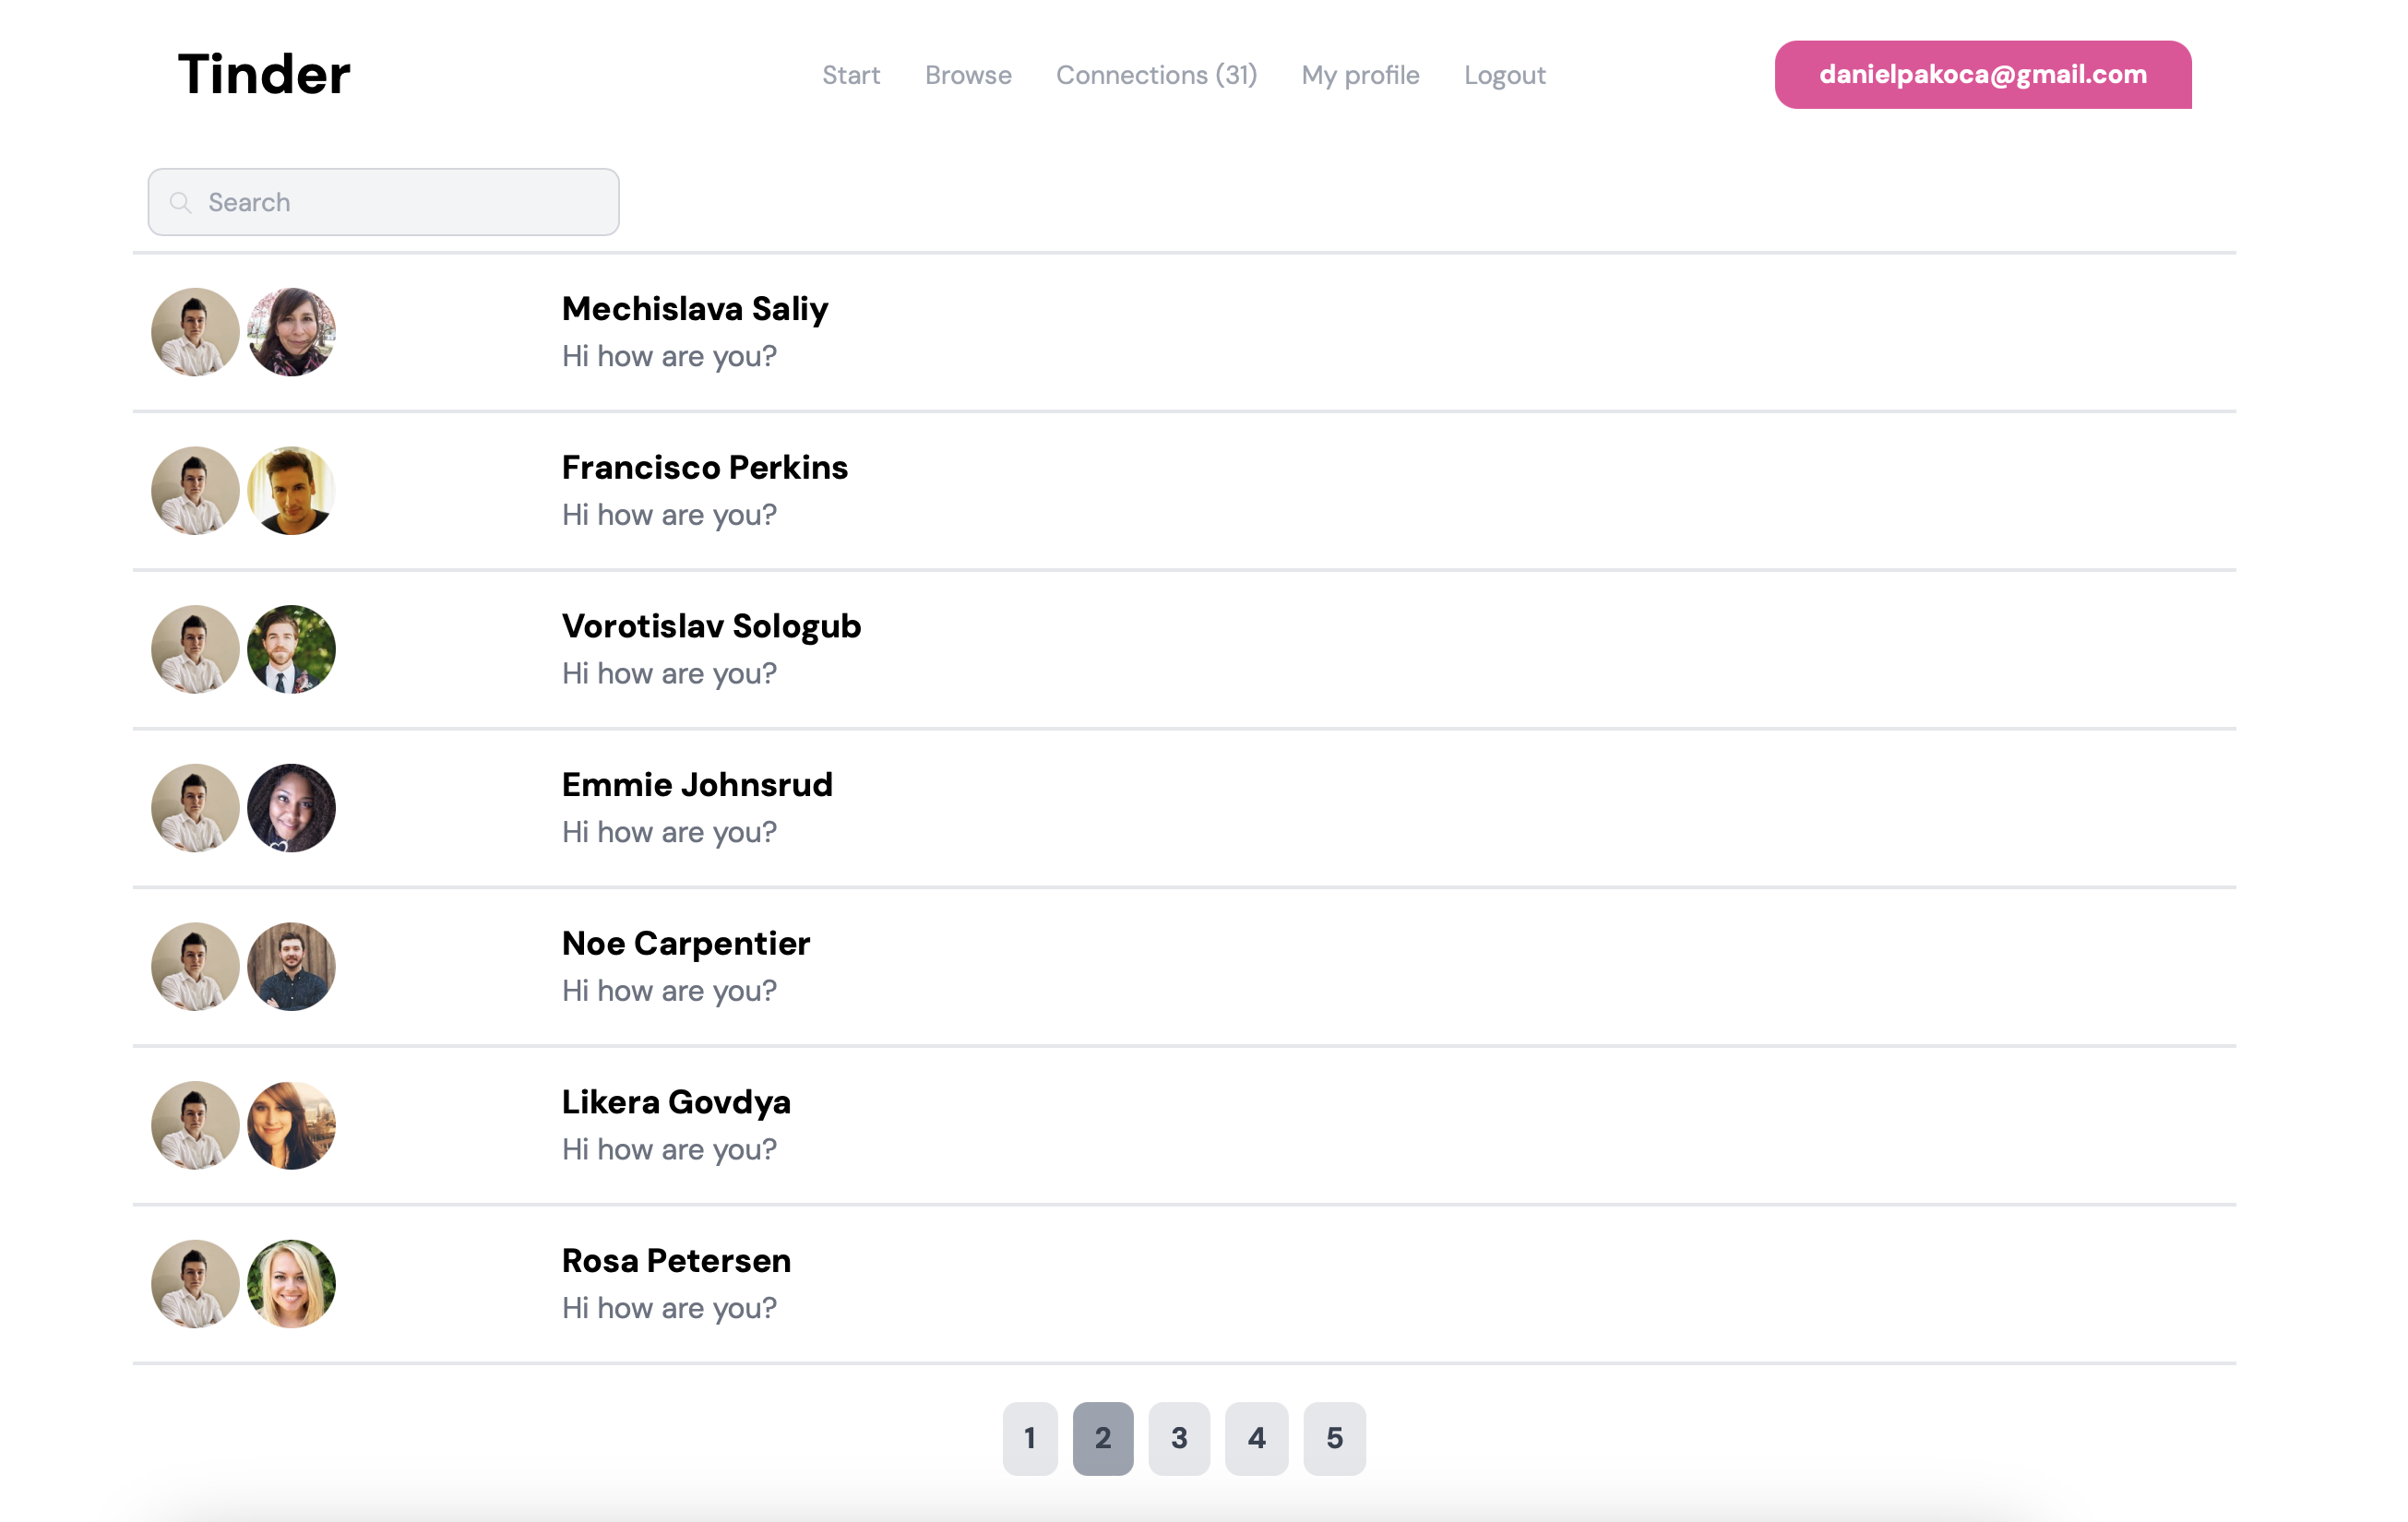 Tinder
Start Browse Connections (31) My profile Logout
danielpakoca@gmail.com
Search
Mechislava Saliy
Hi how are you?
Francisco Perkins
Hi how are you?
Vorotislav Sologub
Hi how are you?
Emmie Johnsrud
Hi how are you?
Noe Carpentier
Hi how are you?
Likera Govdya
Hi how are you?
Rosa Petersen
Hi how are you?
1 2 3 4 5